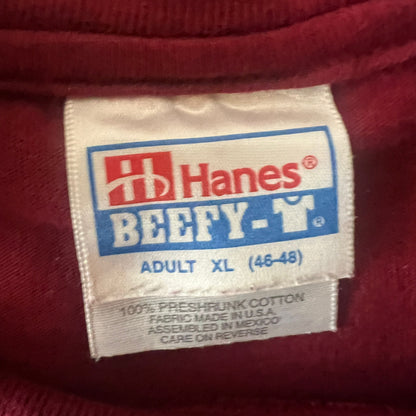 Hanes®
BEEFY-T®
ADULT XL (46-48)
100% PRESHRUNK COTTON
FABRIC MADE IN U.S.A.
ASSEMBLED IN MEXICO
CARE ON REVERSE